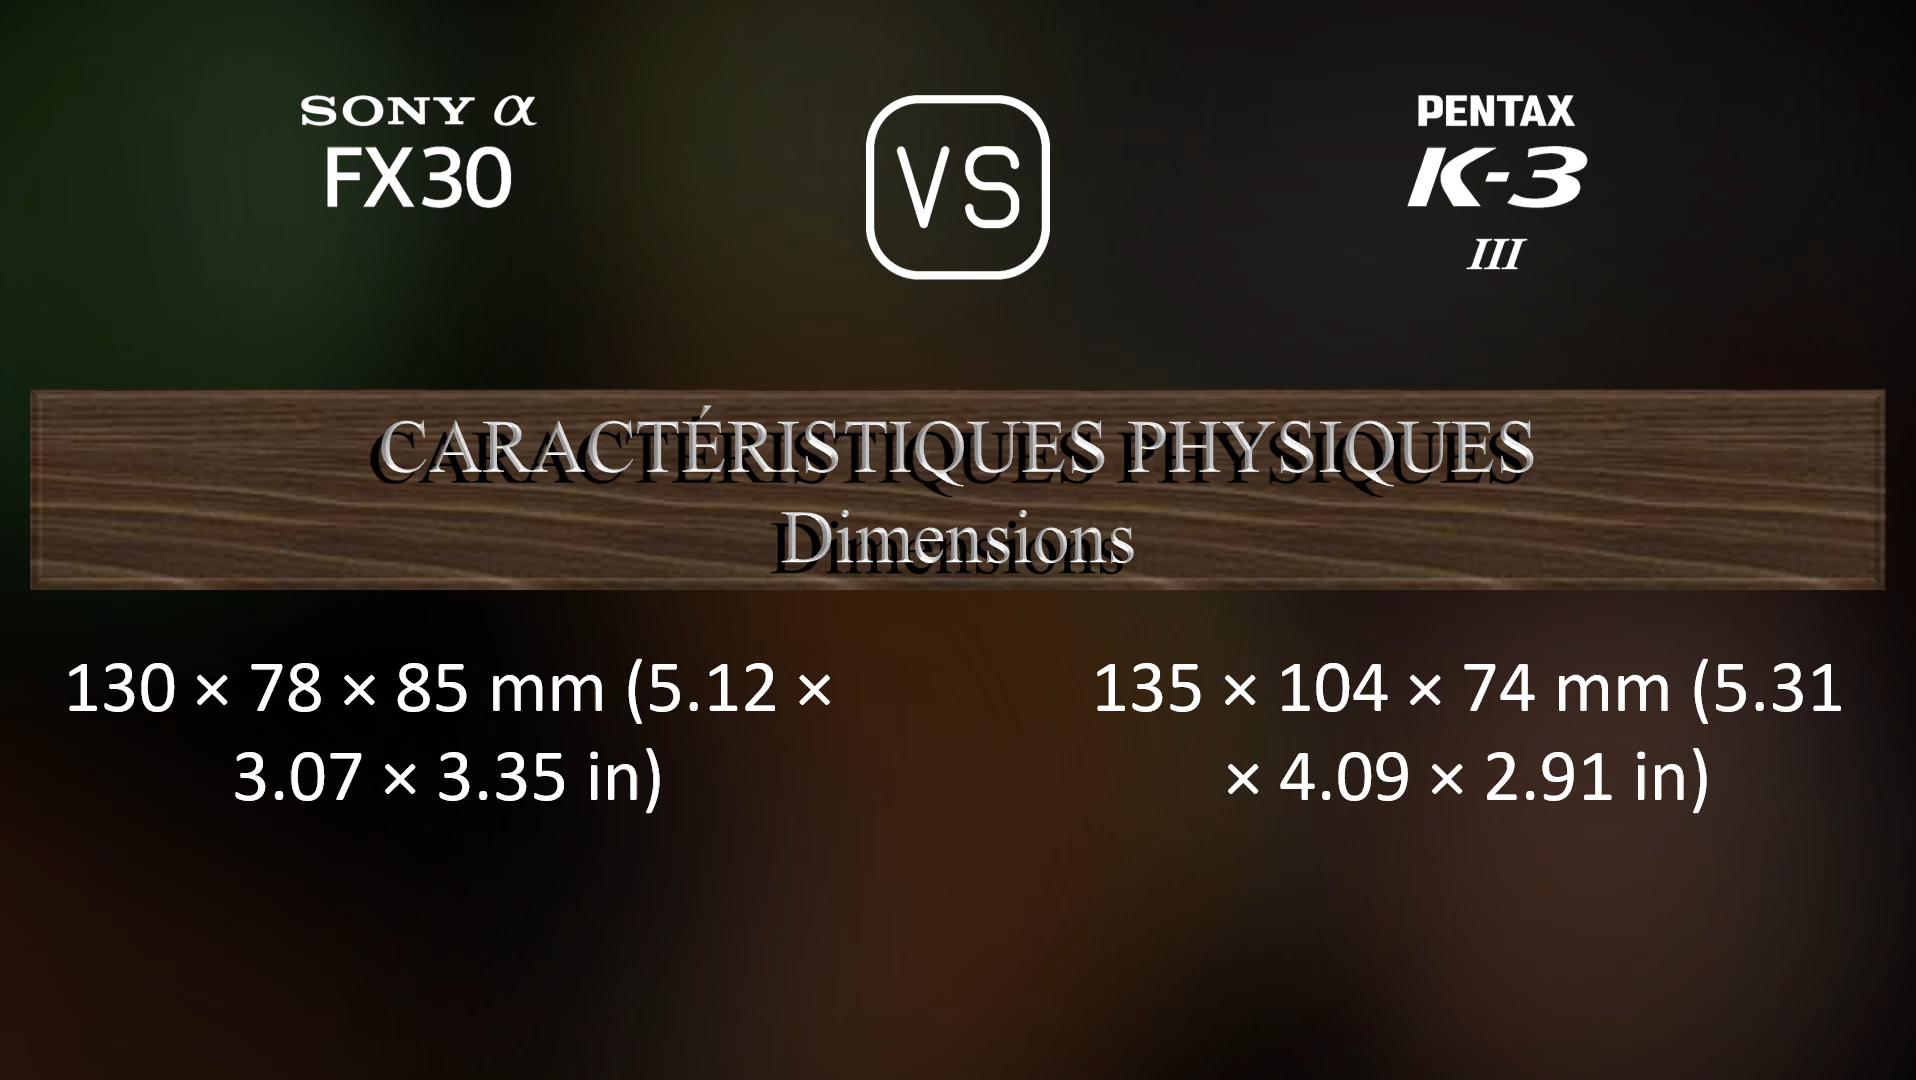 SONY α
FX30
VS
PENTAX
K-3
III
CARACTÉRISTIQUES PHYSIQUES
Dimensions
130 × 78 × 85 mm (5.12 ×
3.07 × 3.35 in)
135 × 104 × 74 mm (5.31
× 4.09 × 2.91 in)